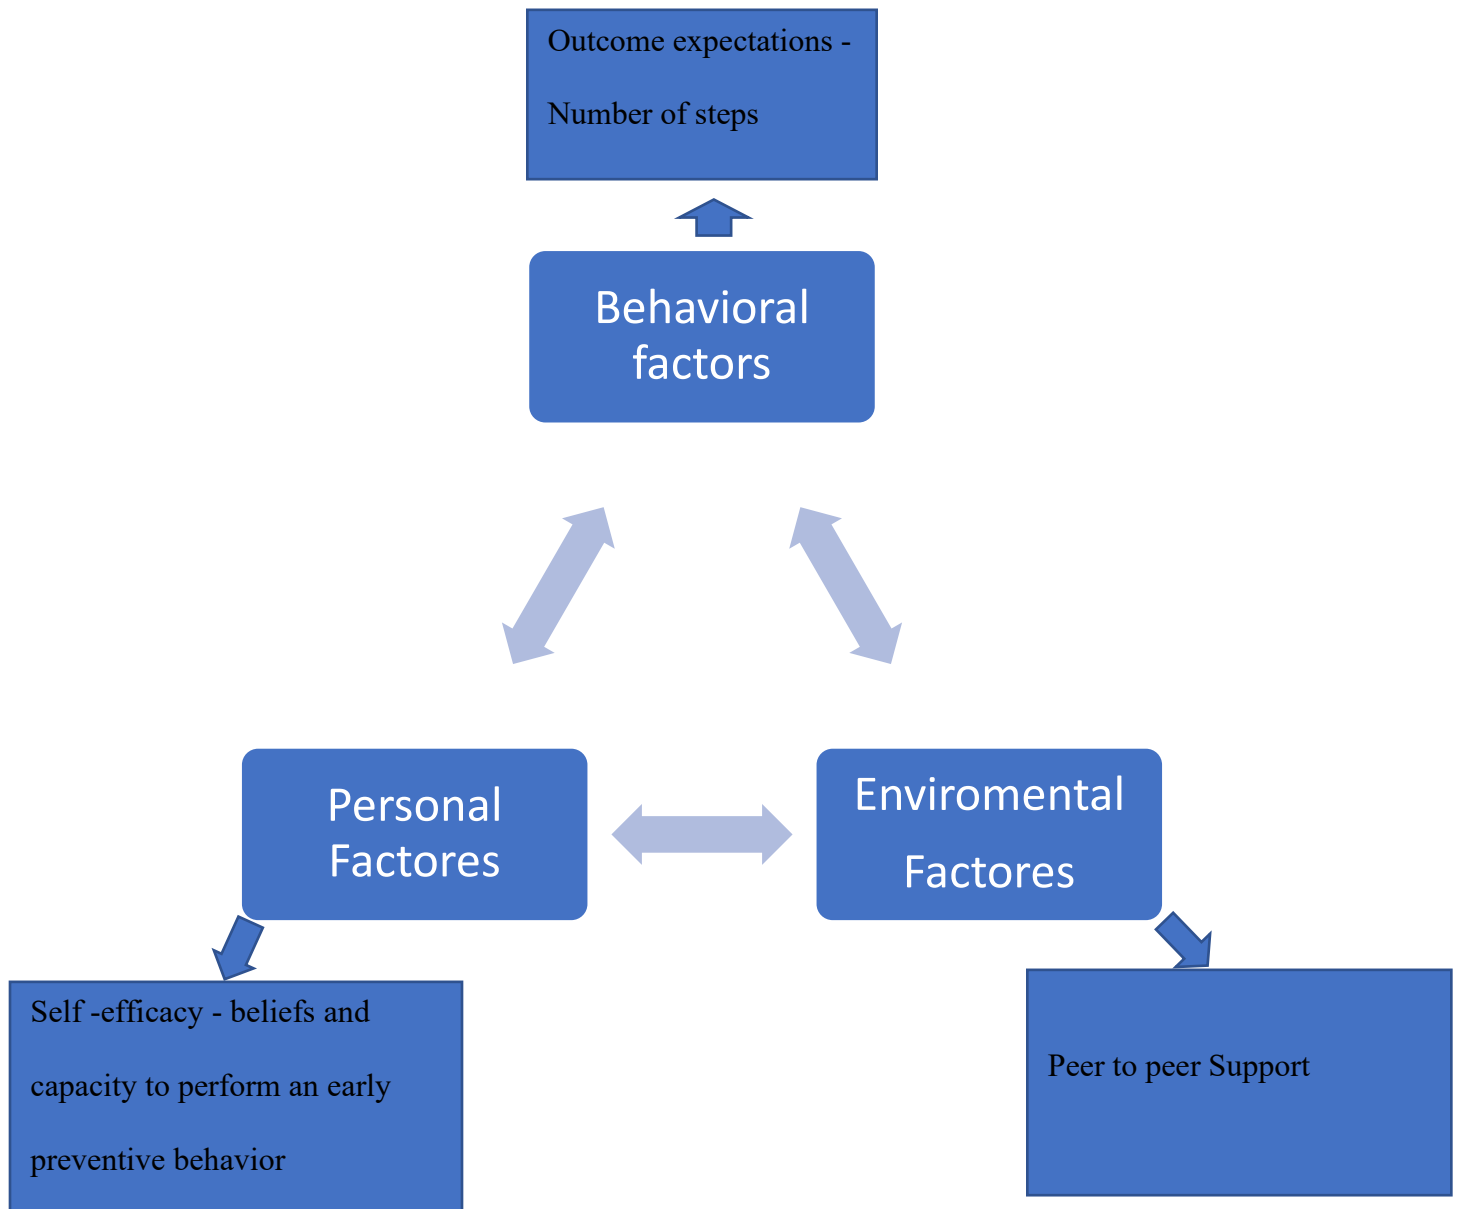 Outcome expectations -
Number of steps
Behavioral
factors
Personal
Factores
Enviromental
Factores
Self -efficacy - beliefs and
capacity to perform an early
preventive behavior
Peer to peer Support